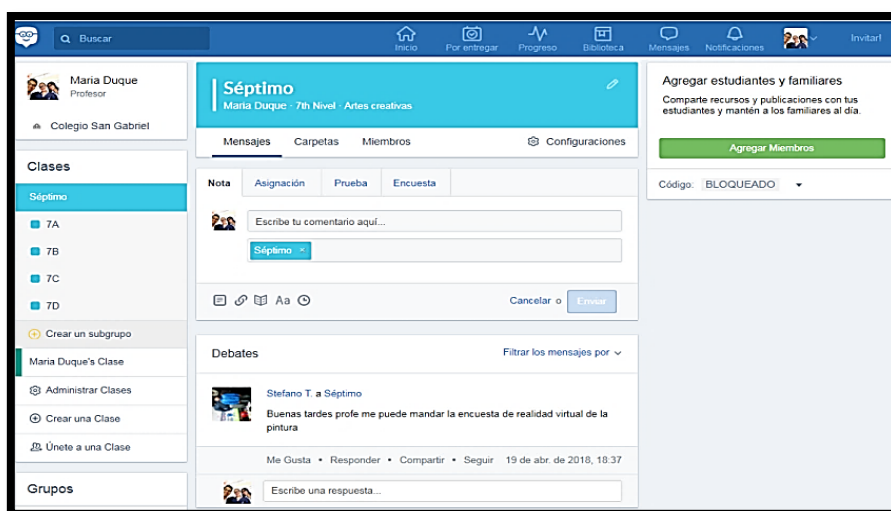 Buscar
Inicio
Por entregar
Progreso
Biblioteca
Mensajes
Notificaciones
Invitar!
Maria Duque
Profesor
Colegio San Gabriel
Clases
Séptimo
7A
7B
7C
7D
Crear un subgrupo
Maria Duque's Clase
Administrar Clases
Crear una Clase
Únete a una Clase
Grupos
Séptimo
Maria Duque · 7th Nivel · Artes creativas
Mensajes Carpetas Miembros Configuraciones
Nota Asignación Prueba Encuesta
Escribe tu comentario aquí...
Séptimo ×
Aa
Cancelar o Enviar
Debates Filtrar los mensajes por
Stefano T. a Séptimo
Buenas tardes profe me puede mandar la encuesta de realidad virtual de la
pintura
Me Gusta • Responder • Compartir • Seguir 19 de abr. de 2018, 18:37
Escribe una respuesta...
Agregar estudiantes y familiares
Comparte recursos y publicaciones con tus
estudiantes y mantén a los familiares al día.
Agregar Miembros
Código: BLOQUEADO